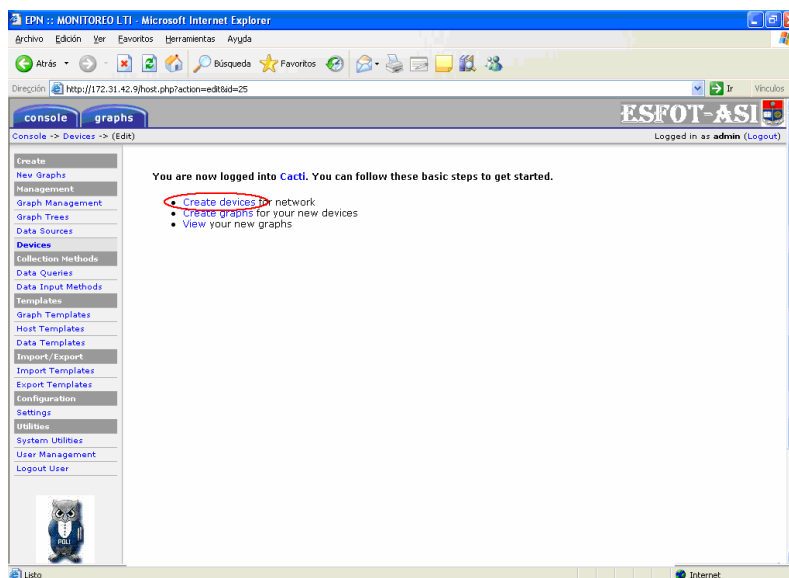 EPN :: MONITOREO LTI - Microsoft Internet Explorer
Archivo Edición Ver Favoritos Herramientas Ayuda
Atrás Búsqueda Favoritos
Dirección http://172.31.42.9/host.php?action=edit&id=25 Ir Vínculos
console graphs ESFOT-ASI
Console -> Devices -> (Edit) Logged in as admin (Logout)
Create
New Graphs
Management
Graph Management
Graph Trees
Data Sources
Devices
Collection Methods
Data Queries
Data Input Methods
Templates
Graph Templates
Host Templates
Data Templates
Import/Export
Import Templates
Export Templates
Configuration
Settings
Utilities
System Utilities
User Management
Logout User
You are now logged into Cacti. You can follow these basic steps to get started.
• Create devices for network
• Create graphs for your new devices
• View your new graphs
POLI
Listo Internet